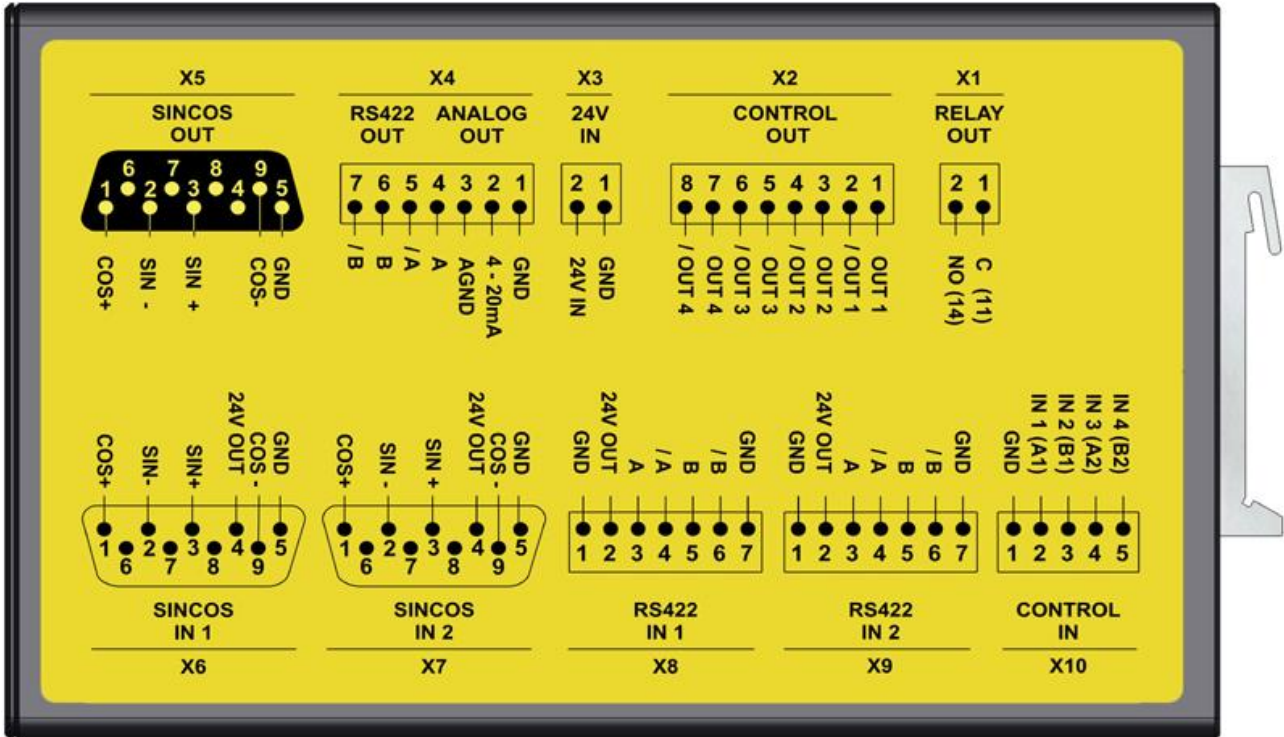 X5
SINCOS
OUT
6 7 8 9
1 2 3 4 5
COS+
SIN -
SIN +
COS-
GND
X4
RS422 ANALOG
OUT OUT
7 6 5 4 3 2 1
/ B
B
/ A
A
AGND
4 - 20mA
GND
X3
24V
IN
2 1
24V IN
GND
X2
CONTROL
OUT
8 7 6 5 4 3 2 1
/ OUT 4
OUT 4
/ OUT 3
OUT 3
/ OUT 2
OUT 2
/ OUT 1
OUT 1
X1
RELAY
OUT
2 1
NO (14)
C (11)
COS+
SIN-
SIN+
24V OUT
COS -
GND
1 2 3 4 5
6 7 8 9
SINCOS
IN 1
X6
COS+
SIN -
SIN +
24V OUT
COS -
GND
1 2 3 4 5
6 7 8 9
SINCOS
IN 2
X7
GND
24V OUT
A
/ A
B
/ B
GND
1 2 3 4 5 6 7
RS422
IN 1
X8
GND
24V OUT
A
/ A
B
/ B
GND
1 2 3 4 5 6 7
RS422
IN 2
X9
GND
IN 1 (A1)
IN 2 (B1)
IN 3 (A2)
IN 4 (B2)
1 2 3 4 5
CONTROL
IN
X10